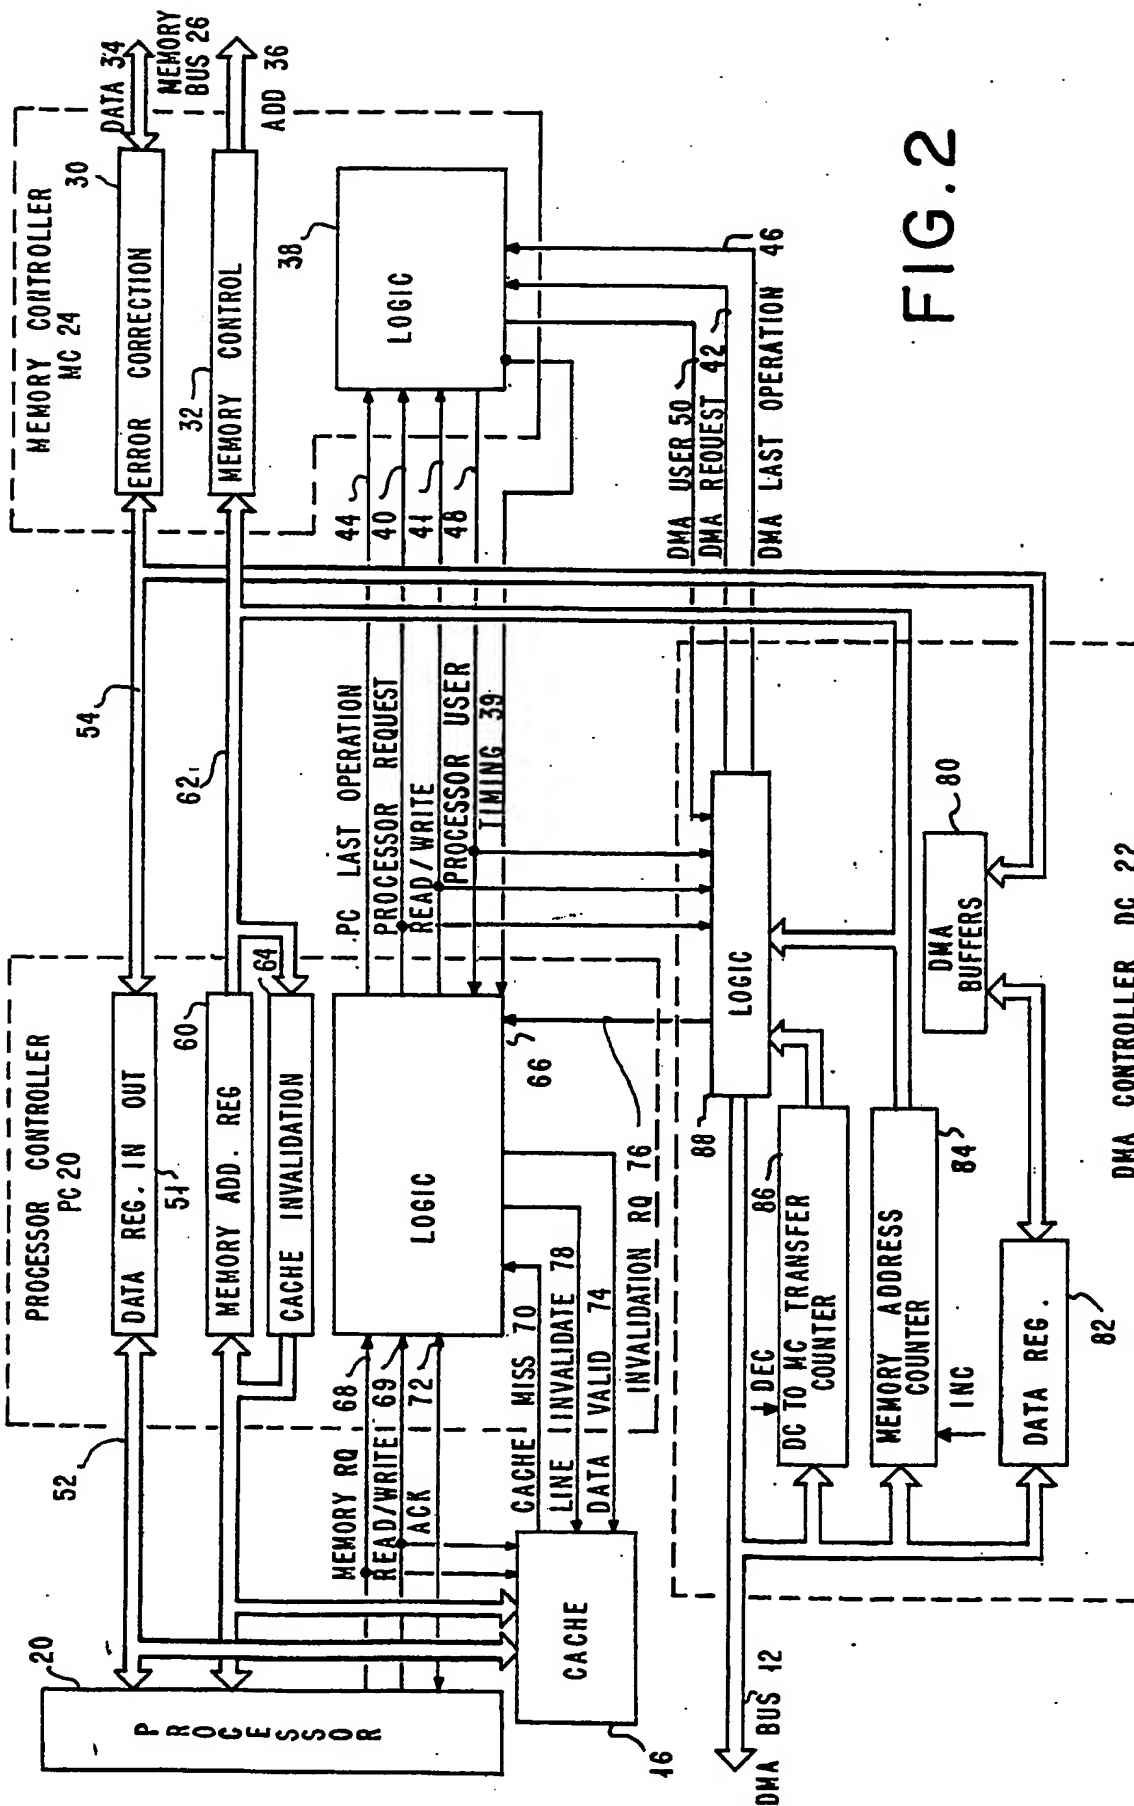 FIG. 2
MEMORY CONTROLLER
MC 24
DATA 34
MEMORY
BUS 26
ADD 36
30
ERROR CORRECTION
32
MEMORY CONTROL
38
LOGIC
54
62
44
40
41
48
PROCESSOR CONTROLLER
PC 20
DATA REG. IN OUT
51
60
MEMORY ADD. REG
64
CACHE INVALIDATION
LOGIC
66
PC LAST OPERATION
PROCESSOR REQUEST
READ/WRITE
PROCESSOR USER
TIMING 39
DMA USER 50
DMA REQUEST 42
DMA LAST OPERATION 46
52
20
PROCESSOR
MEMORY RQ 68
READ/WRITE 69
ACK 72
CACHE MISS 70
LINE INVALIDATE 78
DATA VALID 74
INVALIDATION RQ 76
CACHE
16
LOGIC
88
86
DEC
DC TO MC TRANSFER
COUNTER
MEMORY ADDRESS
COUNTER
84
INC
DATA REG.
82
DMA
BUFFERS
80
DMA BUS 12
DMA CONTROLLER DC 22